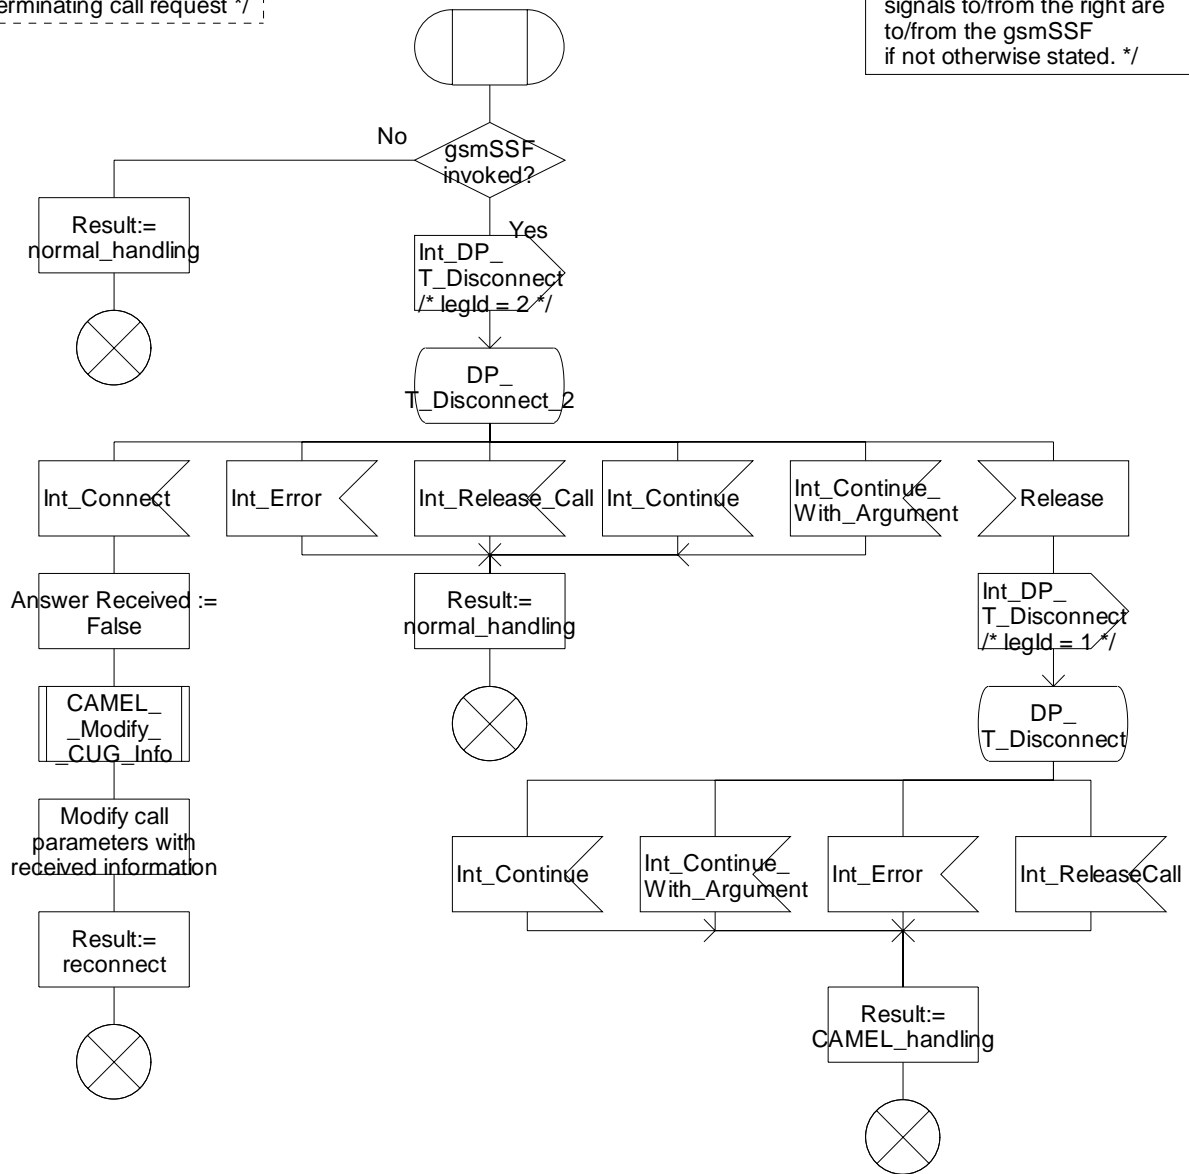 erminating call request */
signals to/from the right are
to/from the gsmSSF
if not otherwise stated. */
No
gsmSSF
invoked?
Yes
Result:=
normal_handling
Int_DP_
T_Disconnect
/* legId = 2 */
DP_
T_Disconnect_2
Int_Connect
Int_Error
Int_Release_Call
Int_Continue
Int_Continue_
With_Argument
Release
Answer Received :=
False
Result:=
normal_handling
Int_DP_
T_Disconnect
/* legId = 1 */
CAMEL_
_Modify_
_CUG_Info
DP_
T_Disconnect
Modify call
parameters with
received information
Int_Continue
Int_Continue_
With_Argument
Int_Error
Int_ReleaseCall
Result:=
reconnect
Result:=
CAMEL_handling